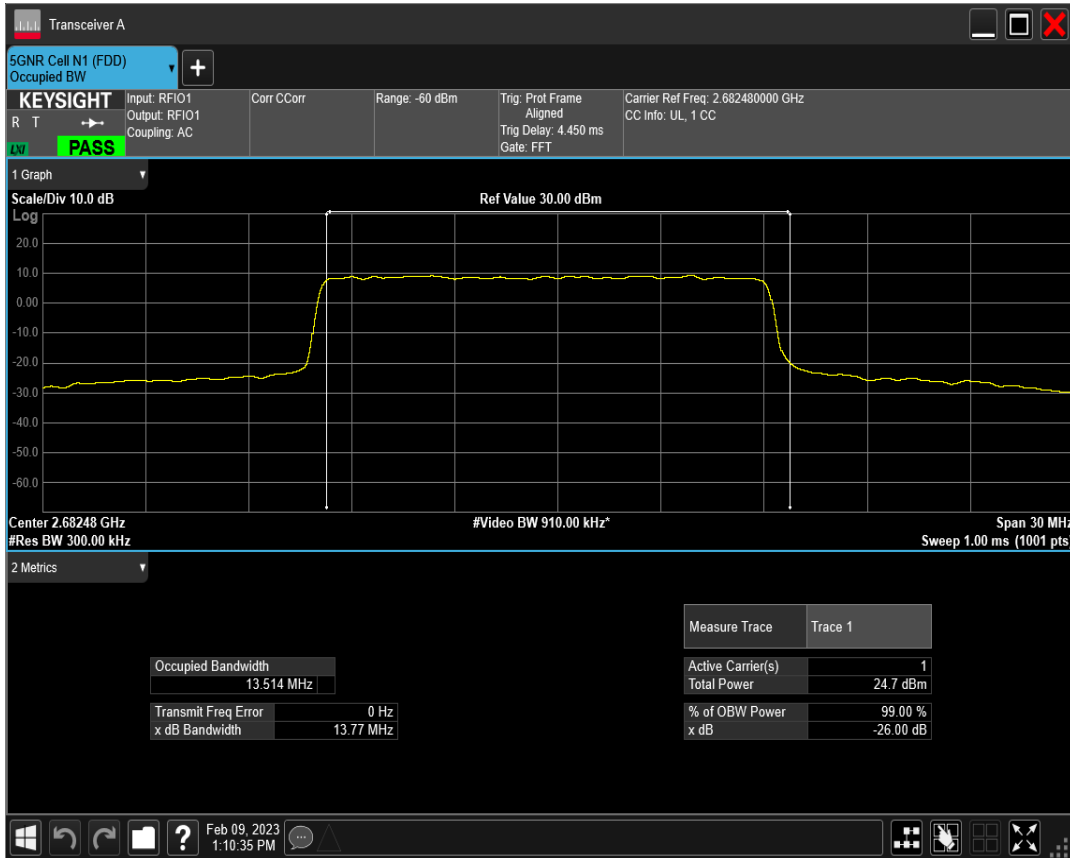 Transceiver A
5GNR Cell N1 (FDD)
Occupied BW
+
KEYSIGHT
R T
LXI
PASS
Input: RFIO1
Output: RFIO1
Coupling: AC
Corr CCorr
Range: -60 dBm
Trig: Prot Frame
Aligned
Trig Delay: 4.450 ms
Gate: FFT
Carrier Ref Freq: 2.682480000 GHz
CC Info: UL, 1 CC
1 Graph
Scale/Div 10.0 dB
Ref Value 30.00 dBm
Log
20.0
10.0
0.00
-10.0
-20.0
-30.0
-40.0
-50.0
-60.0
Center 2.68248 GHz
#Video BW 910.00 kHz*
Span 30 MHz
#Res BW 300.00 kHz
Sweep 1.00 ms (1001 pts)
2 Metrics
Measure Trace Trace 1
Occupied Bandwidth
13.514 MHz
Active Carrier(s) 1
Total Power 24.7 dBm
Transmit Freq Error 0 Hz
x dB Bandwidth 13.77 MHz
% of OBW Power 99.00 %
x dB -26.00 dB
?
Feb 09, 2023
1:10:35 PM